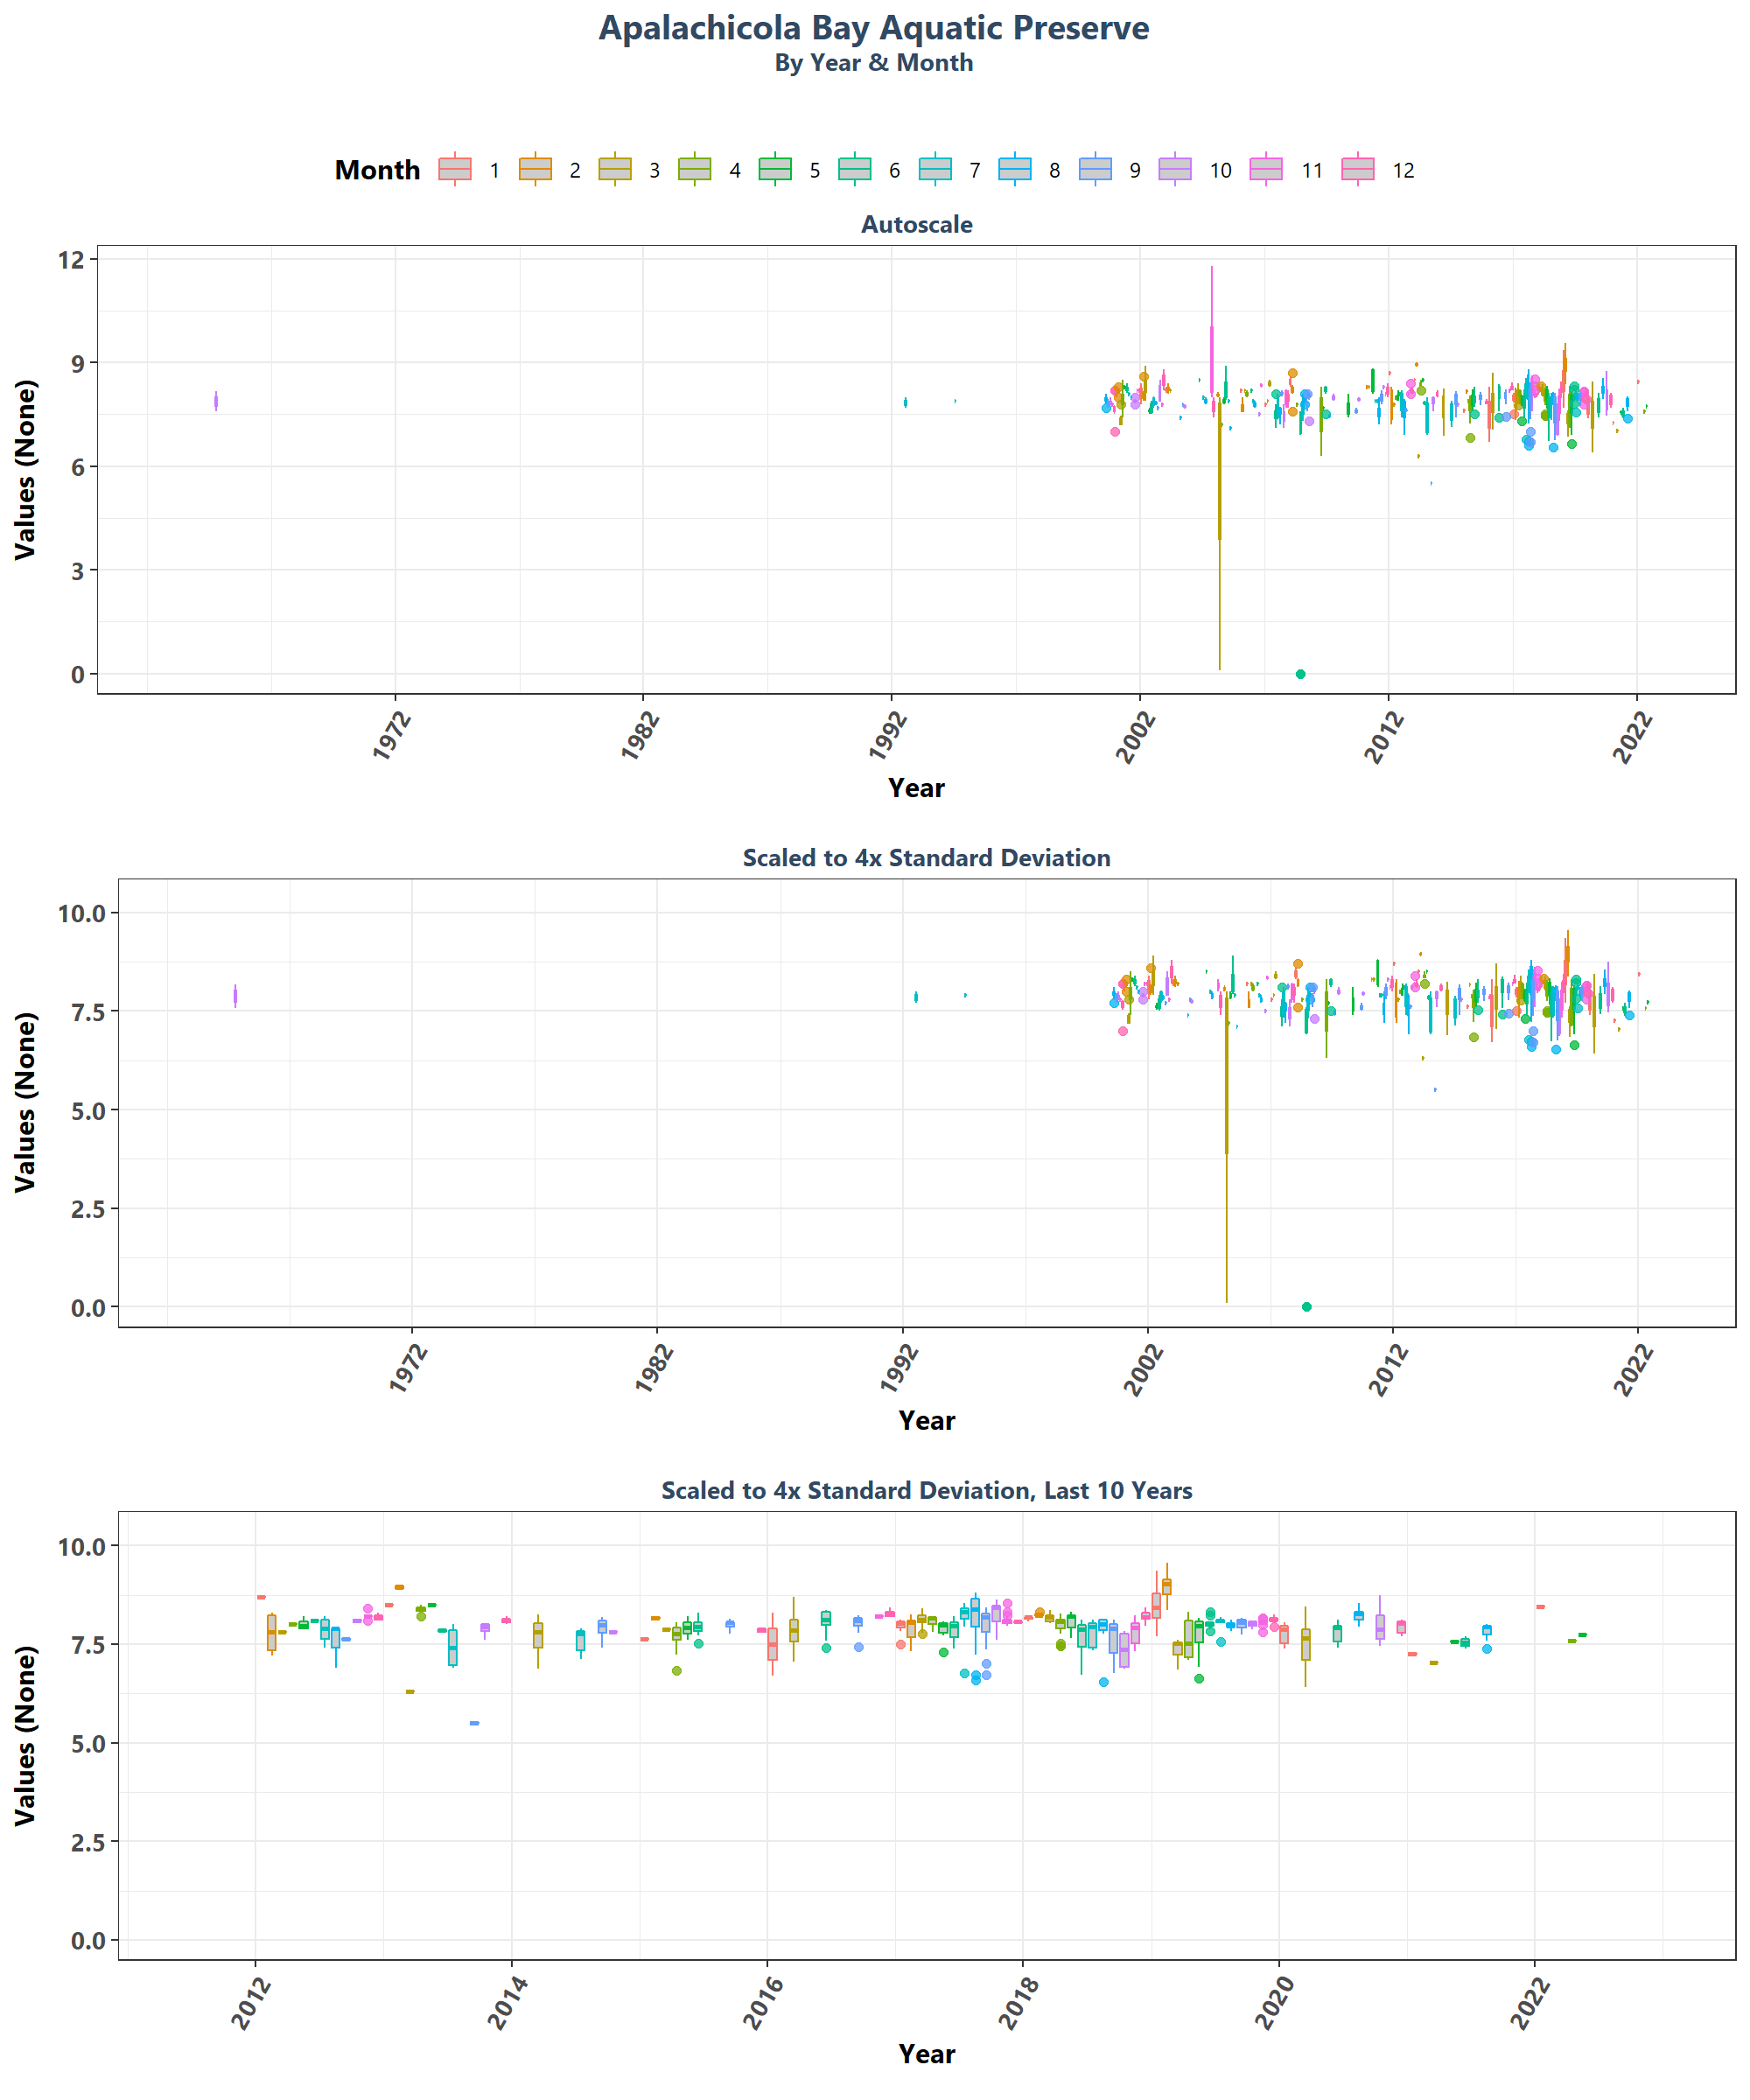 Apalachicola Bay Aquatic Preserve
By Year & Month
Month 1 2 3 4 5 6 7 8 9 10 11 12
Autoscale
Values (None)
12
9
6
3
0
1972 1982 1992 2002 2012 2022
Year
Scaled to 4x Standard Deviation
Values (None)
10.0
7.5
5.0
2.5
0.0
1972 1982 1992 2002 2012 2022
Year
Scaled to 4x Standard Deviation, Last 10 Years
Values (None)
10.0
7.5
5.0
2.5
0.0
2012 2014 2016 2018 2020 2022
Year